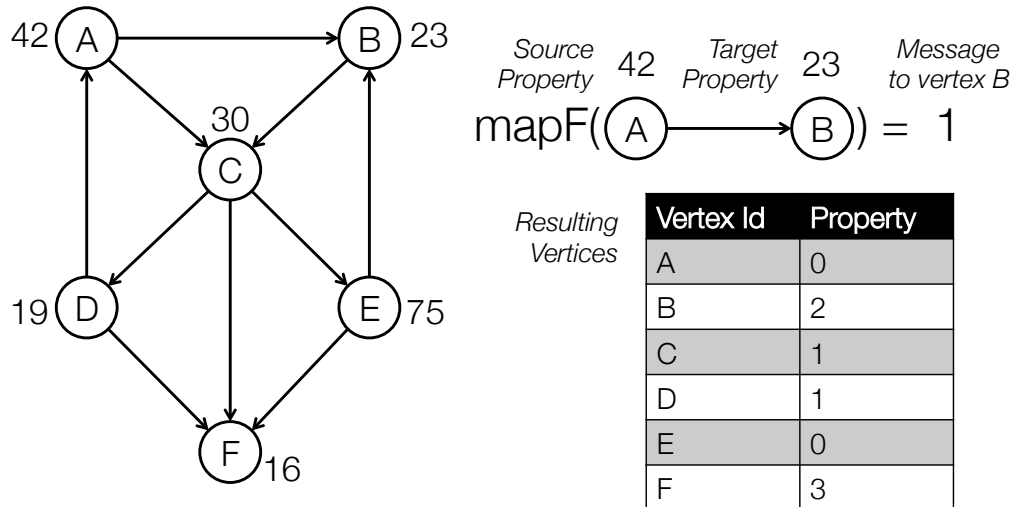 42 A B 23
30
C
19 D E 75
F 16
Source Property 42 Target Property 23 Message to vertex B
mapF( A B ) = 1
Resulting Vertices
Vertex Id Property
A 0
B 2
C 1
D 1
E 0
F 3